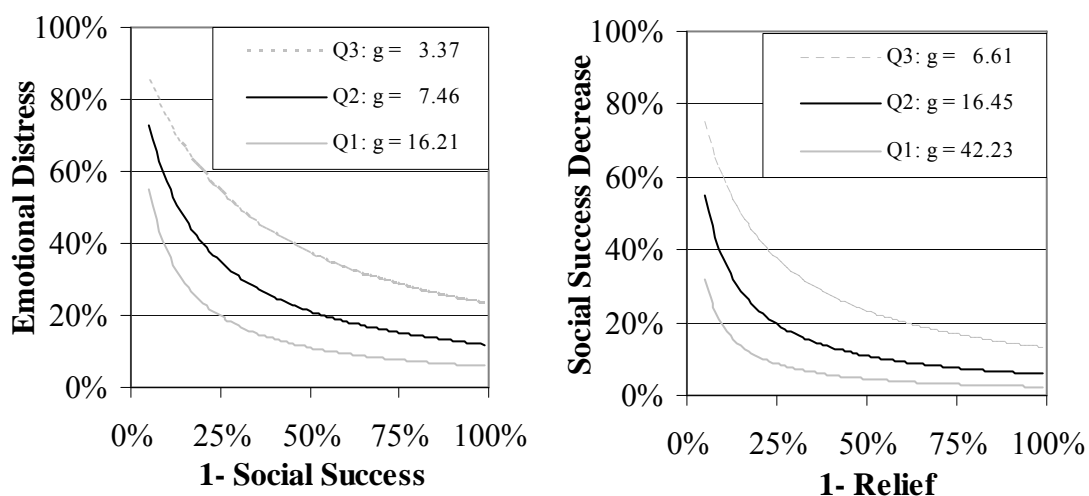 Emotional Distress
100%
80%
60%
40%
20%
0%
Q3: g = 3.37
Q2: g = 7.46
Q1: g = 16.21
0% 25% 50% 75% 100%
1- Social Success
Social Success Decrease
100%
80%
60%
40%
20%
0%
Q3: g = 6.61
Q2: g = 16.45
Q1: g = 42.23
0% 25% 50% 75% 100%
1- Relief